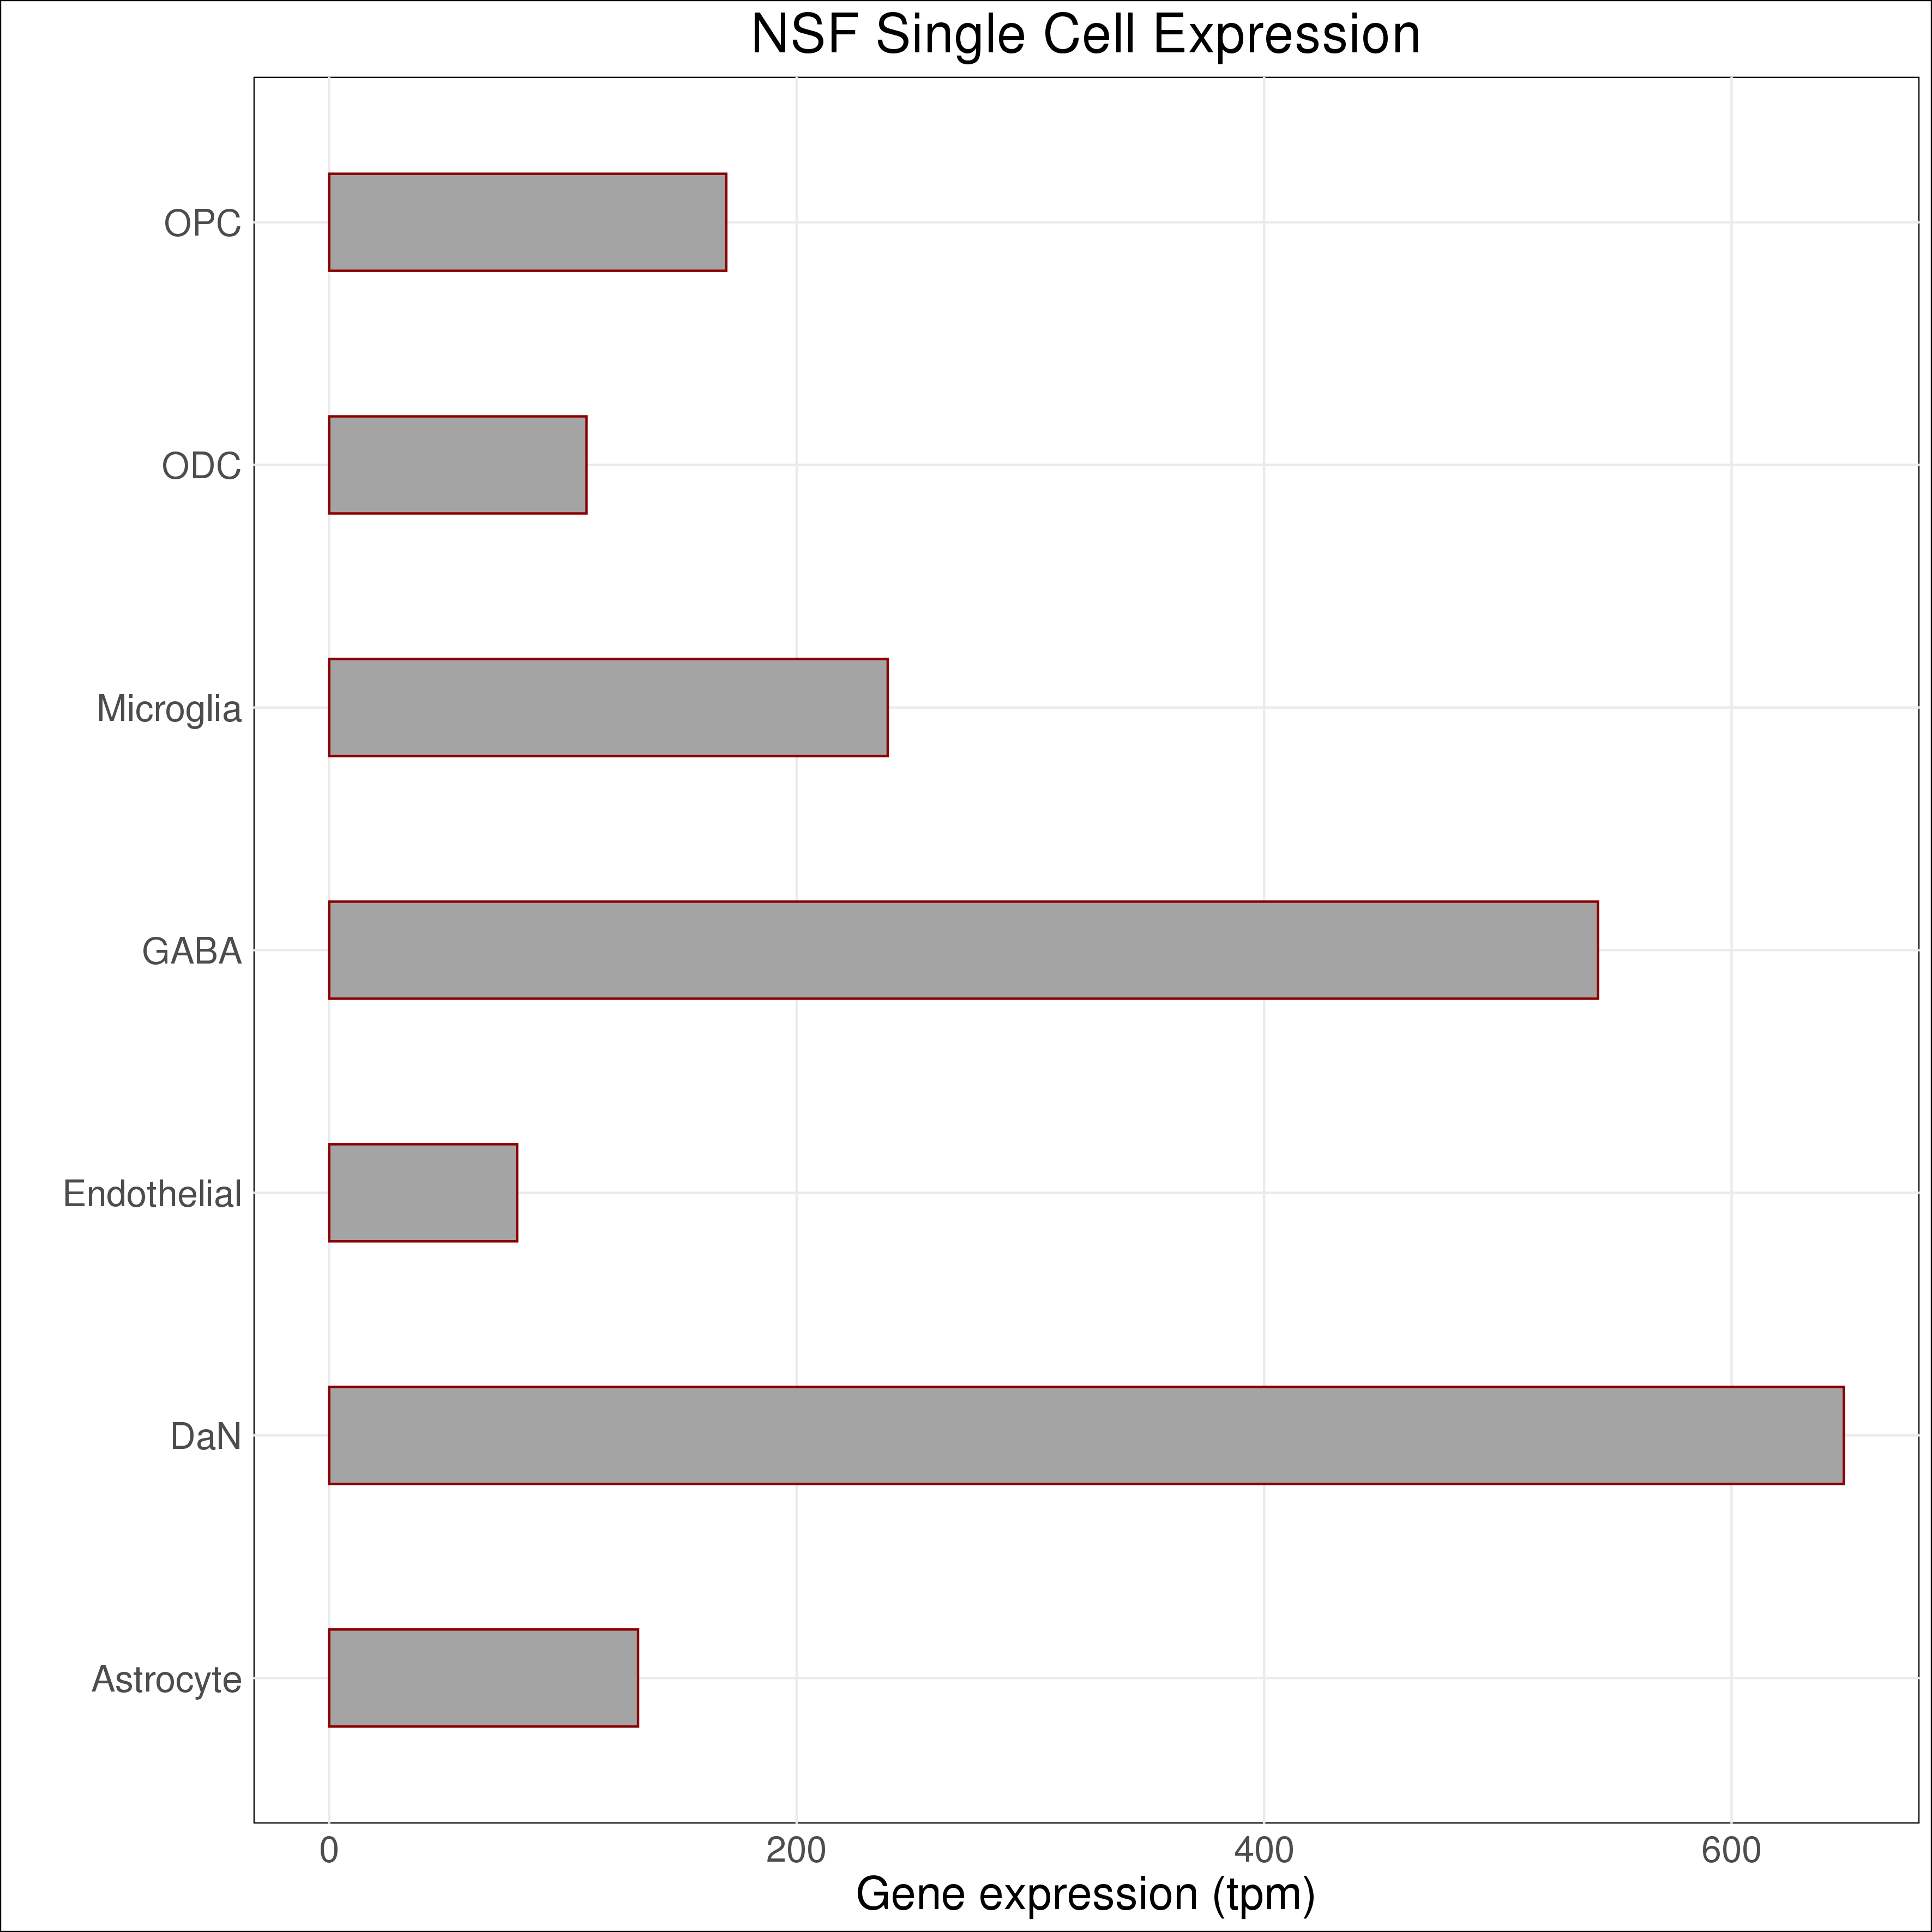 NSF Single Cell Expression
OPC
ODC
Microglia
GABA
Endothelial
DaN
Astrocyte
0 200 400 600
Gene expression (tpm)